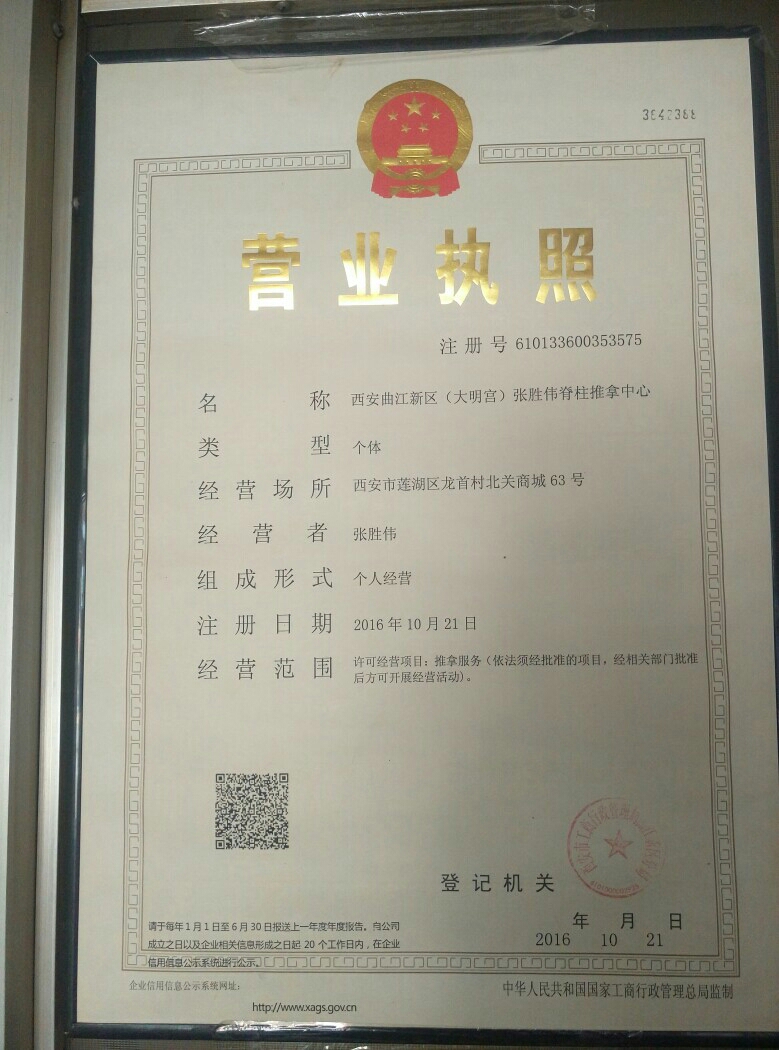 3642388
营业执照
注册号 610133600353575
名称 西安曲江新区（大明宫）张胜伟脊柱推拿中心
类型 个体
经营场所 西安市莲湖区龙首村北关商城 63 号
经营者 张胜伟
组成形式 个人经营
注册日期 2016 年 10 月 21 日
经营范围 许可经营项目：推拿服务（依法须经批准的项目，经相关部门批准
后方可开展经营活动）。
登记机关
年 月 日
2016 10 21
请于每年 1 月 1 日至 6 月 30 日报送上一年度年度报告。自公司
成立之日以及企业相关信息形成之日起 20 个工作日内，在企业
信用信息公示系统进行公示。
企业信用信息公示系统网址：
http://www.xags.gov.cn
中华人民共和国国家工商行政管理总局监制